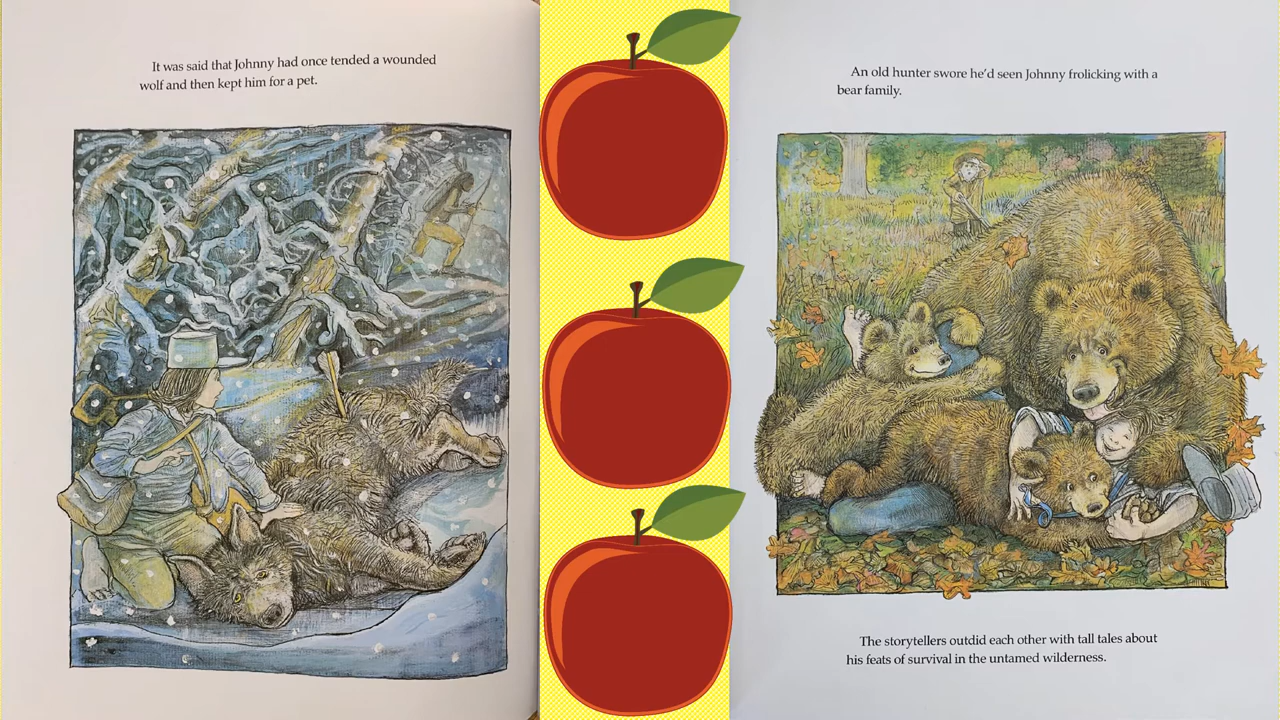 It was said that Johnny had once tended a wounded
wolf and then kept him for a pet.
An old hunter swore he'd seen Johnny frolicking with a
bear family.
The storytellers outdid each other with tall tales about
his feats of survival in the untamed wilderness.